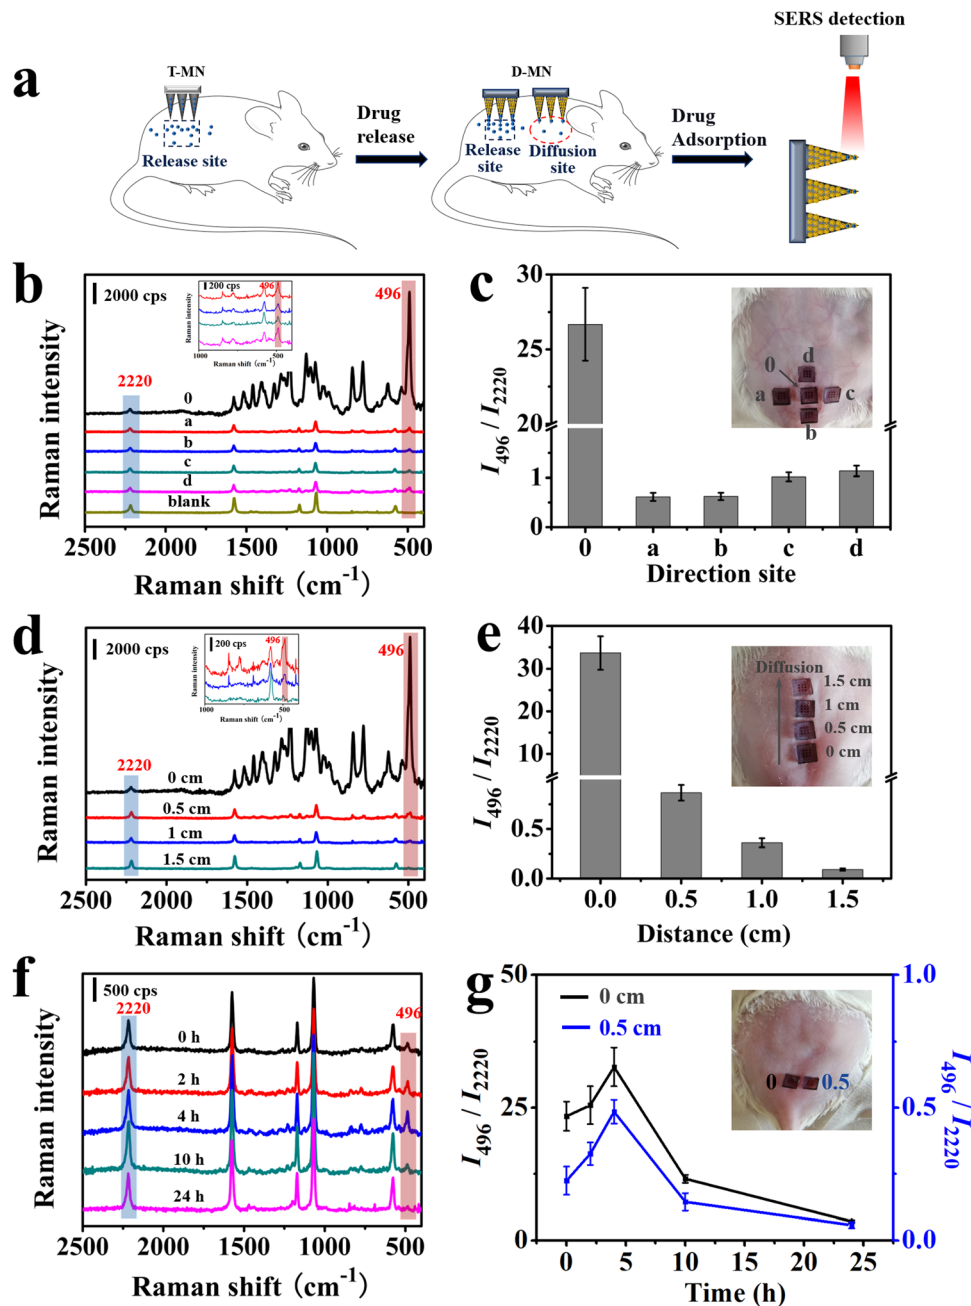 a
SERS detection
T-MN
D-MN
Drug
release
Drug
Adsorption
Release site
Release
site
Diffusion
site
b
2000 cps
200 cps
496
Raman intensity
1000
500
Raman shift (cm⁻¹)
496
2220
0
a
b
c
d
blank
Raman intensity
2500
2000
1500
1000
500
Raman shift (cm⁻¹)
c
30
25
20
1
0
I496 / I2220
0
a
b
c
d
Direction site
d
0
a
c
b
d
2000 cps
200 cps
496
Raman intensity
1000
500
Raman shift (cm⁻¹)
496
2220
0 cm
0.5 cm
1 cm
1.5 cm
Raman intensity
2500
2000
1500
1000
500
Raman shift (cm⁻¹)
e
40
30
20
10
0.5
0.0
I496 / I2220
0.0
0.5
1.0
1.5
Distance (cm)
Diffusion
1.5 cm
1 cm
0.5 cm
0 cm
f
500 cps
2220
496
0 h
2 h
4 h
10 h
24 h
Raman intensity
2500
2000
1500
1000
500
Raman shift (cm⁻¹)
g
50
25
0
I496 / I2220
0 cm
0.5 cm
0
0.5
1.0
0.5
0.0
I496 / I2220
0
5
10
15
20
25
Time (h)